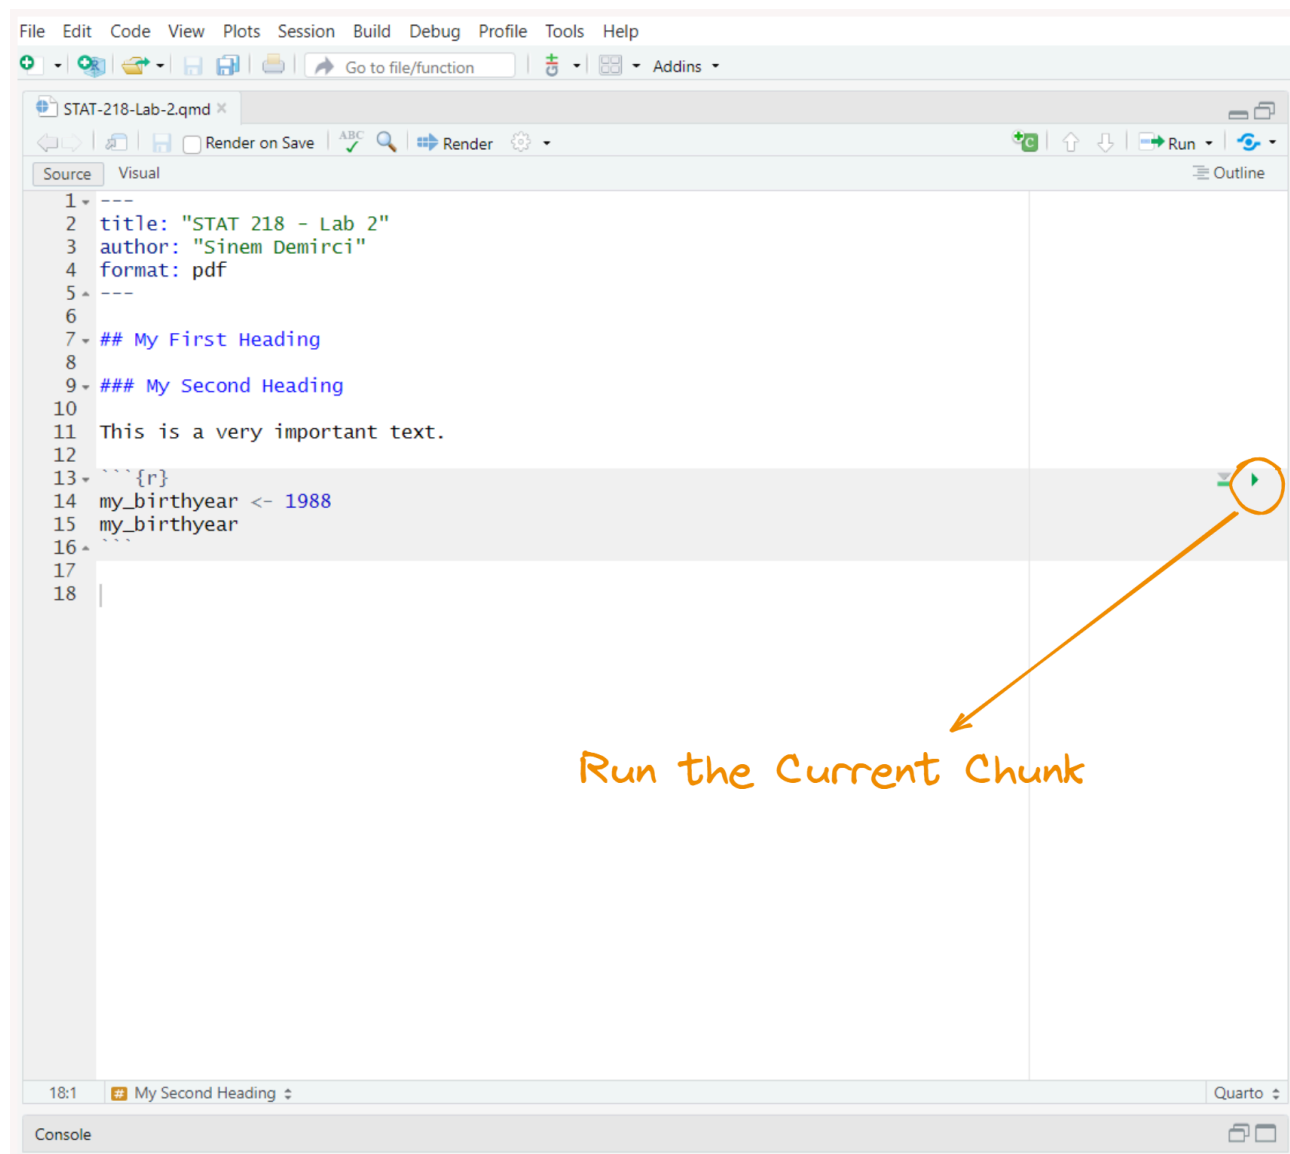 File Edit Code View Plots Session Build Debug Profile Tools Help
Go to file/function Addins
STAT-218-Lab-2.qmd
Render on Save ABC Render Run
Source Visual Outline
1 ---
2 title: "STAT 218 - Lab 2"
3 author: "Sinem Demirci"
4 format: pdf
5 ---
6
7 ## My First Heading
8
9 ### My Second Heading
10
11 This is a very important text.
12
13 ```{r}
14 my_birthyear <- 1988
15 my_birthyear
16 ```
17
18
Run the Current Chunk
18:1 # My Second Heading Quarto
Console